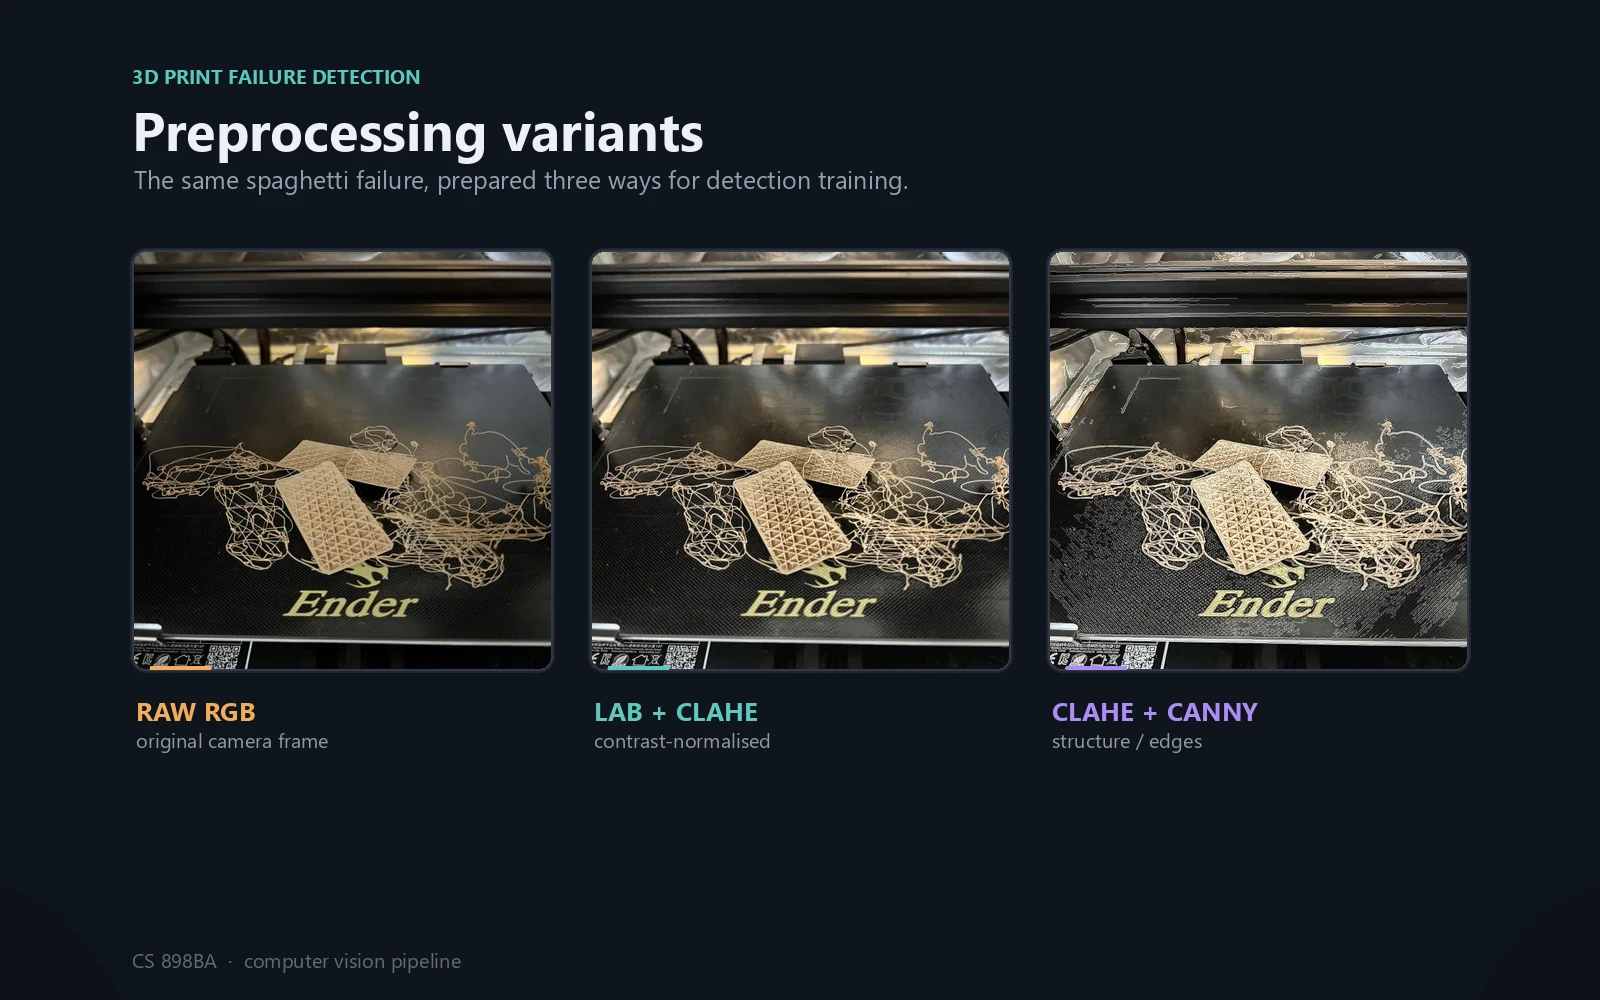 3D PRINT FAILURE DETECTION
Preprocessing variants
The same spaghetti failure, prepared three ways for detection training.
Ender
Ender
Ender
RAW RGB
LAB + CLAHE
CLAHE + CANNY
original camera frame
contrast-normalised
structure / edges
CS 898BA · computer vision pipeline